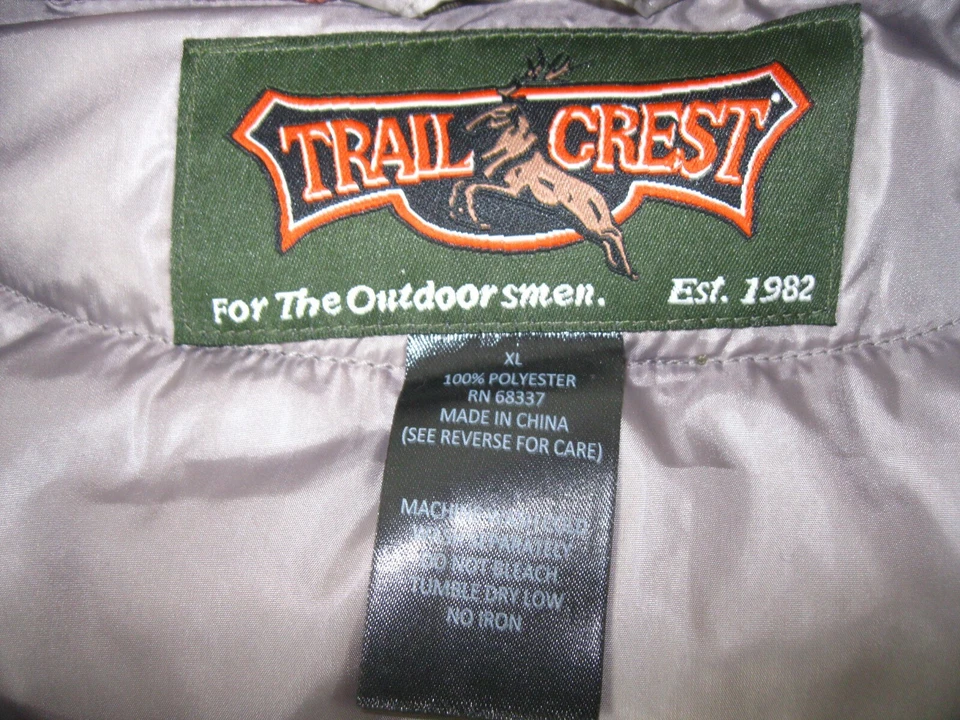 TRAIL CREST
For The Outdoorsmen. Est. 1982
XL
100% POLYESTER
RN 68337
MADE IN CHINA
(SEE REVERSE FOR CARE)
MACHINE
DO NOT BLEACH
TUMBLE DRY LOW
NO IRON